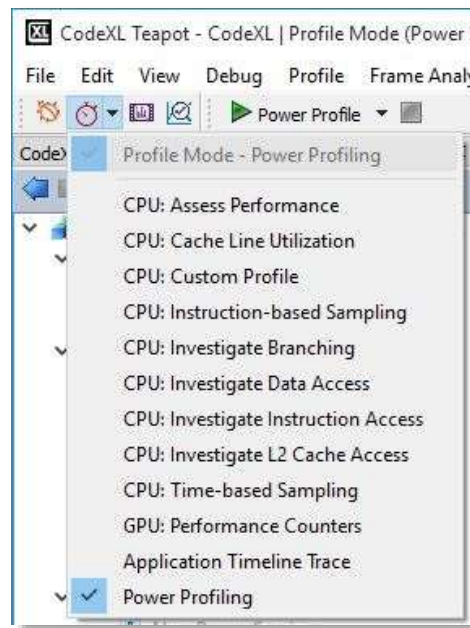 XL CodeXL Teapot - CodeXL | Profile Mode (Power
File Edit View Debug Profile Frame Analy
Power Profile
CodeX
Profile Mode - Power Profiling
CPU: Assess Performance
CPU: Cache Line Utilization
CPU: Custom Profile
CPU: Instruction-based Sampling
CPU: Investigate Branching
CPU: Investigate Data Access
CPU: Investigate Instruction Access
CPU: Investigate L2 Cache Access
CPU: Time-based Sampling
GPU: Performance Counters
Application Timeline Trace
Power Profiling